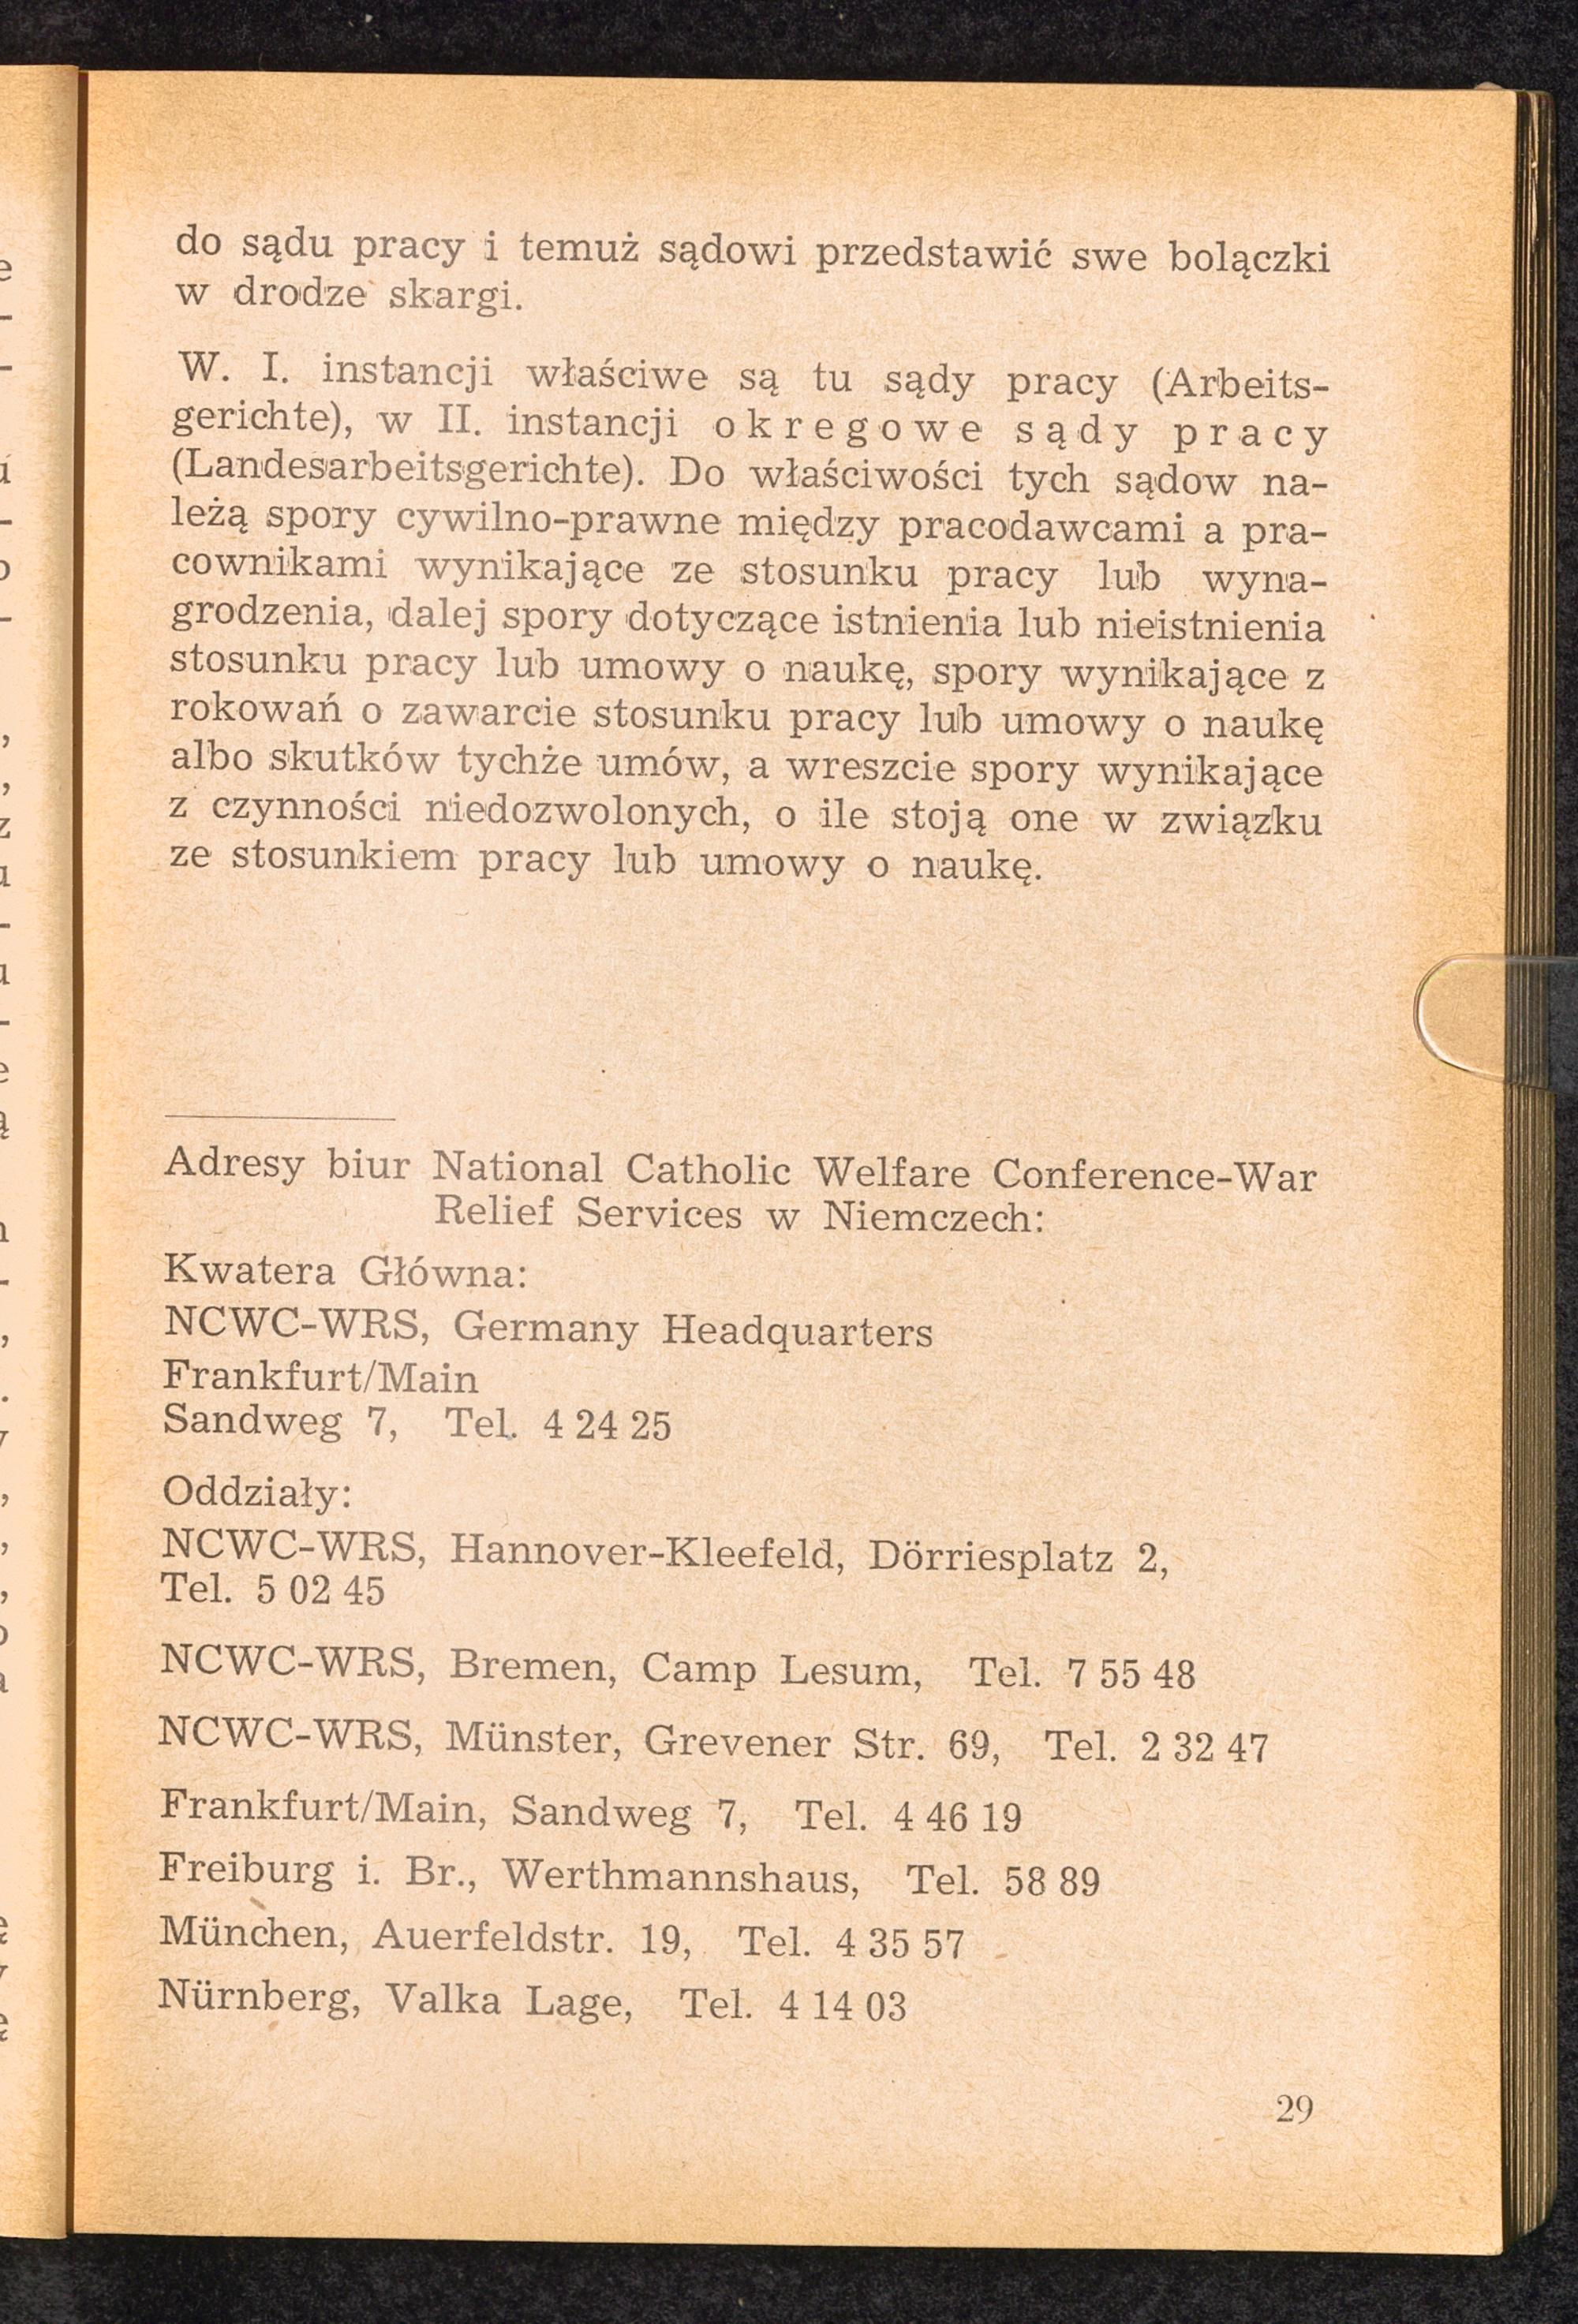 do sądu pracy i temuż sądowi przedstawić swe bolączki
w drodze skargi.
W. I. instancji właściwe są tu sądy pracy (Arbeits-
gerichte), w II. instancji okregowe sądy pracy
(Landesarbeitsgerichte). Do właściwości tych sądow na-
leżą spory cywilno-prawne między pracodawcami a pra-
cownikami wynikające ze stosunku pracy lub wyna-
grodzenia, dalej spory dotyczące istnienia lub nieistnienia
stosunku pracy lub umowy o naukę, spory wynikające z
rokowań o zawarcie stosunku pracy lub umowy o naukę
albo skutków tychże umów, a wreszcie spory wynikające
z czynności niedozwolonych, o ile stoją one w związku
ze stosunkiem pracy lub umowy o naukę.
Adresy biur National Catholic Welfare Conference-War
Relief Services w Niemczech:
Kwatera Główna:
NCWC-WRS, Germany Headquarters
Frankfurt/Main
Sandweg 7, Tel. 4 24 25
Oddziały:
NCWC-WRS, Hannover-Kleefeld, Dörriesplatz 2,
Tel. 5 02 45
NCWC-WRS, Bremen, Camp Lesum, Tel. 7 55 48
NCWC-WRS, Münster, Grevener Str. 69, Tel. 2 32 47
Frankfurt/Main, Sandweg 7, Tel. 4 46 19
Freiburg i. Br., Werthmannshaus, Tel. 58 89
München, Auerfeldstr. 19, Tel. 4 35 57
Nürnberg, Valka Lage, Tel. 4 14 03
29